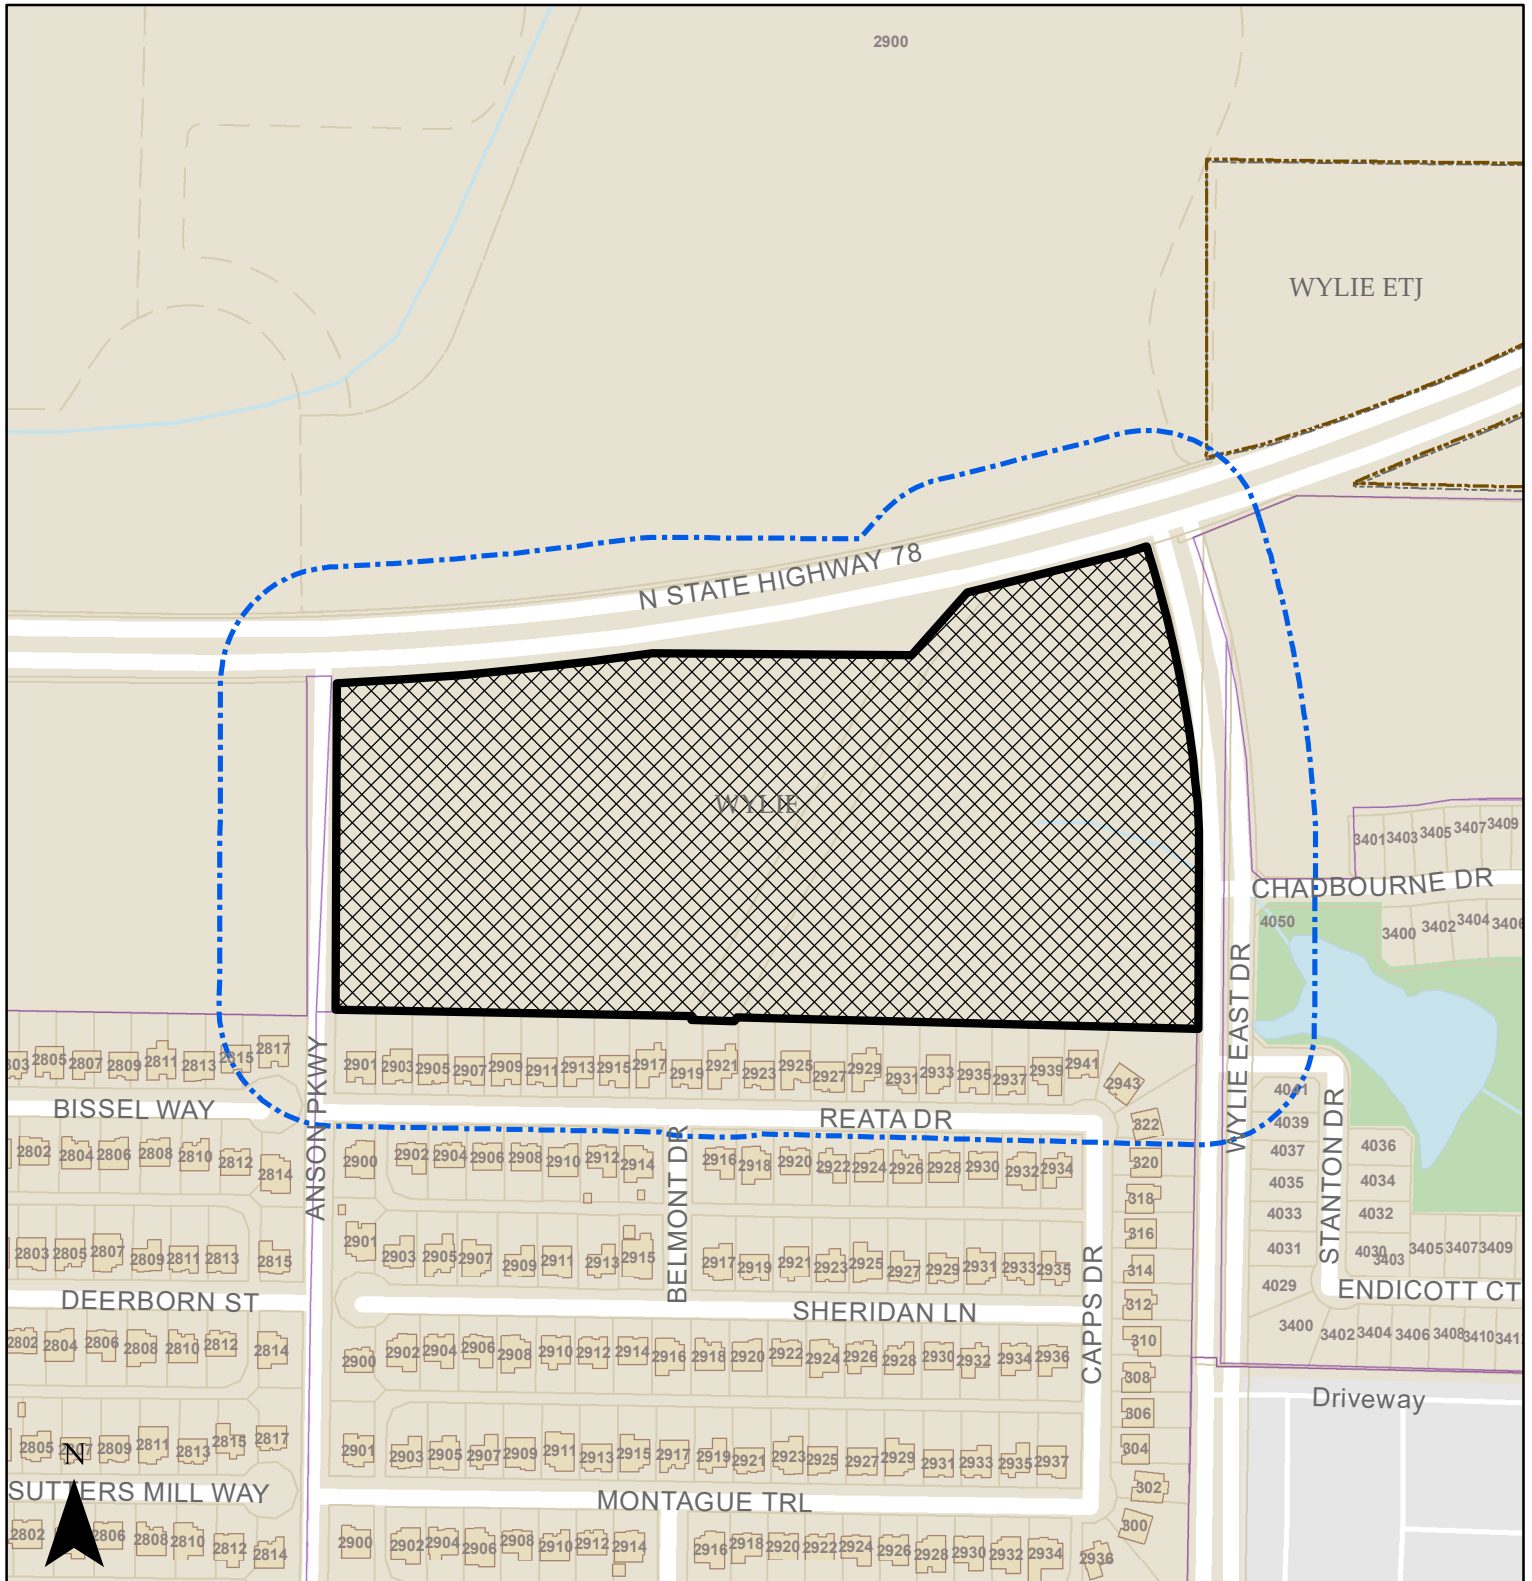 2900
WYLIE ETJ
N STATE HIGHWAY 78
WYLIE
3401 3403 3405 3407 3409
CHADBOURNE DR
4050
3400 3402 3404 3406
WYLIE EAST DR
ANSON PKWY
803 2805 2807 2809 2811 2813 2815 2817
2901 2903 2905 2907 2909 2911 2913 2915 2917 2919 2921 2923 2925 2927 2929 2931 2933 2935 2937 2939 2941 2943
BISSEL WAY
REATA DR
322
4041
4039
4037
4035
4033
4031
4029
STANTON DR
4036
4034
4032
4030
3403 3405 3407 3409
2802 2804 2806 2808 2810 2812 2814
2900 2902 2904 2906 2908 2910 2912 2914
BELMONT DR
2916 2918 2920 2922 2924 2926 2928 2930 2932 2934
320
318
316
314
312
310
308
306
304
302
300
2803 2805 2807 2809 2811 2813 2815
2901 2903 2905 2907 2909 2911 2913 2915
2917 2919 2921 2923 2925 2927 2929 2931 2933 2935
CAPPS DR
ENDICOTT CT
DEERBORN ST
SHERIDAN LN
3400 3402 3404 3406 3408 3410 341
2802 2804 2806 2808 2810 2812 2814
2900 2902 2904 2906 2908 2910 2912 2914 2916 2918 2920 2922 2924 2926 2928 2930 2932 2934 2936
Driveway
2805 2809 2811 2813 2815 2817
N
2901 2903 2905 2907 2909 2911 2913 2915 2917 2919 2921 2923 2925 2927 2929 2931 2933 2935 2937
SUTTERS MILL WAY
MONTAGUE TRL
2802 2806 2808 2810 2812 2814
2900 2902 2904 2906 2908 2910 2912 2914
2916 2918 2920 2922 2924 2926 2928 2930 2932 2934 2936